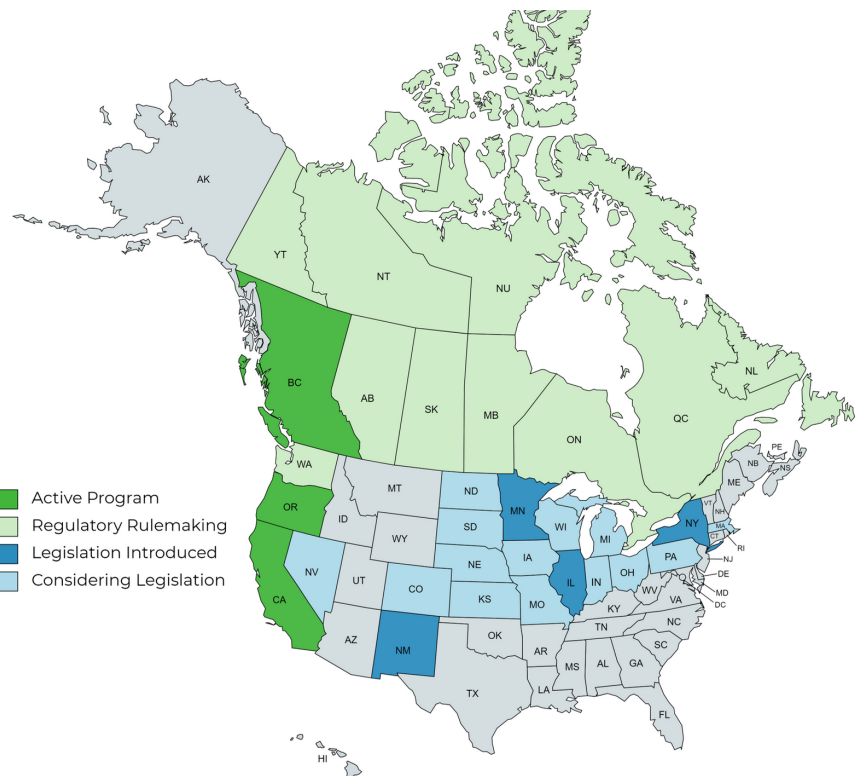 AK
YT
NT
NU
BC
AB
SK
MB
ON
QC
NL
PE
NB
NS
WA
MT
ND
MN
ME
VT
NH
OR
ID
SD
WI
MI
NY
MA
CT
RI
WY
IA
PA
NJ
NE
NV
UT
CO
IL
IN
OH
DE
MD
DC
KS
MO
WV
VA
KY
CA
AZ
NM
OK
TN
NC
AR
SC
MS
AL
GA
TX
LA
FL
HI
Active Program
Regulatory Rulemaking
Legislation Introduced
Considering Legislation